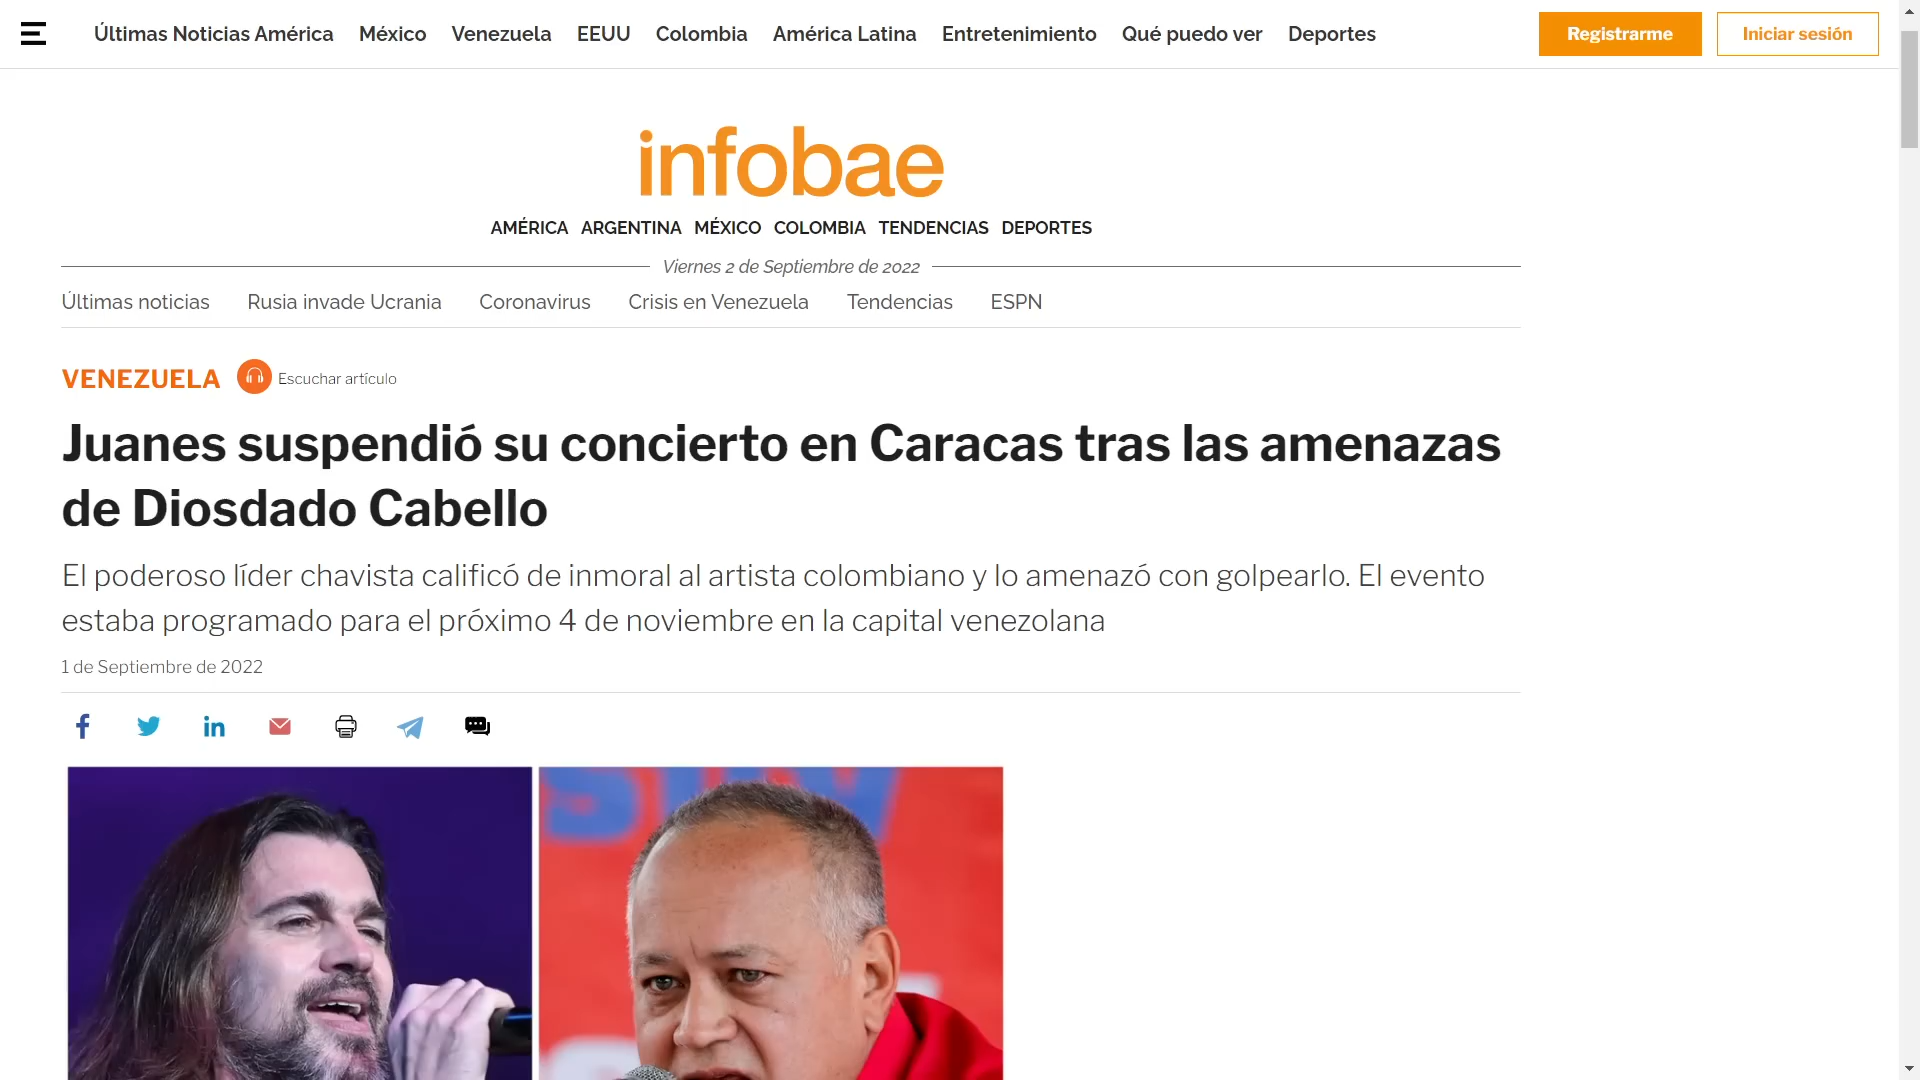 Últimas Noticias América México Venezuela EEUU Colombia América Latina Entretenimiento Qué puedo ver Deportes Registrarme Iniciar sesión
infobae
AMÉRICA ARGENTINA MÉXICO COLOMBIA TENDENCIAS DEPORTES
Viernes 2 de Septiembre de 2022
Últimas noticias Rusia invade Ucrania Coronavirus Crisis en Venezuela Tendencias ESPN
VENEZUELA Escuchar artículo
Juanes suspendió su concierto en Caracas tras las amenazas
de Diosdado Cabello
El poderoso líder chavista calificó de inmoral al artista colombiano y lo amenazó con golpearlo. El evento
estaba programado para el próximo 4 de noviembre en la capital venezolana
1 de Septiembre de 2022